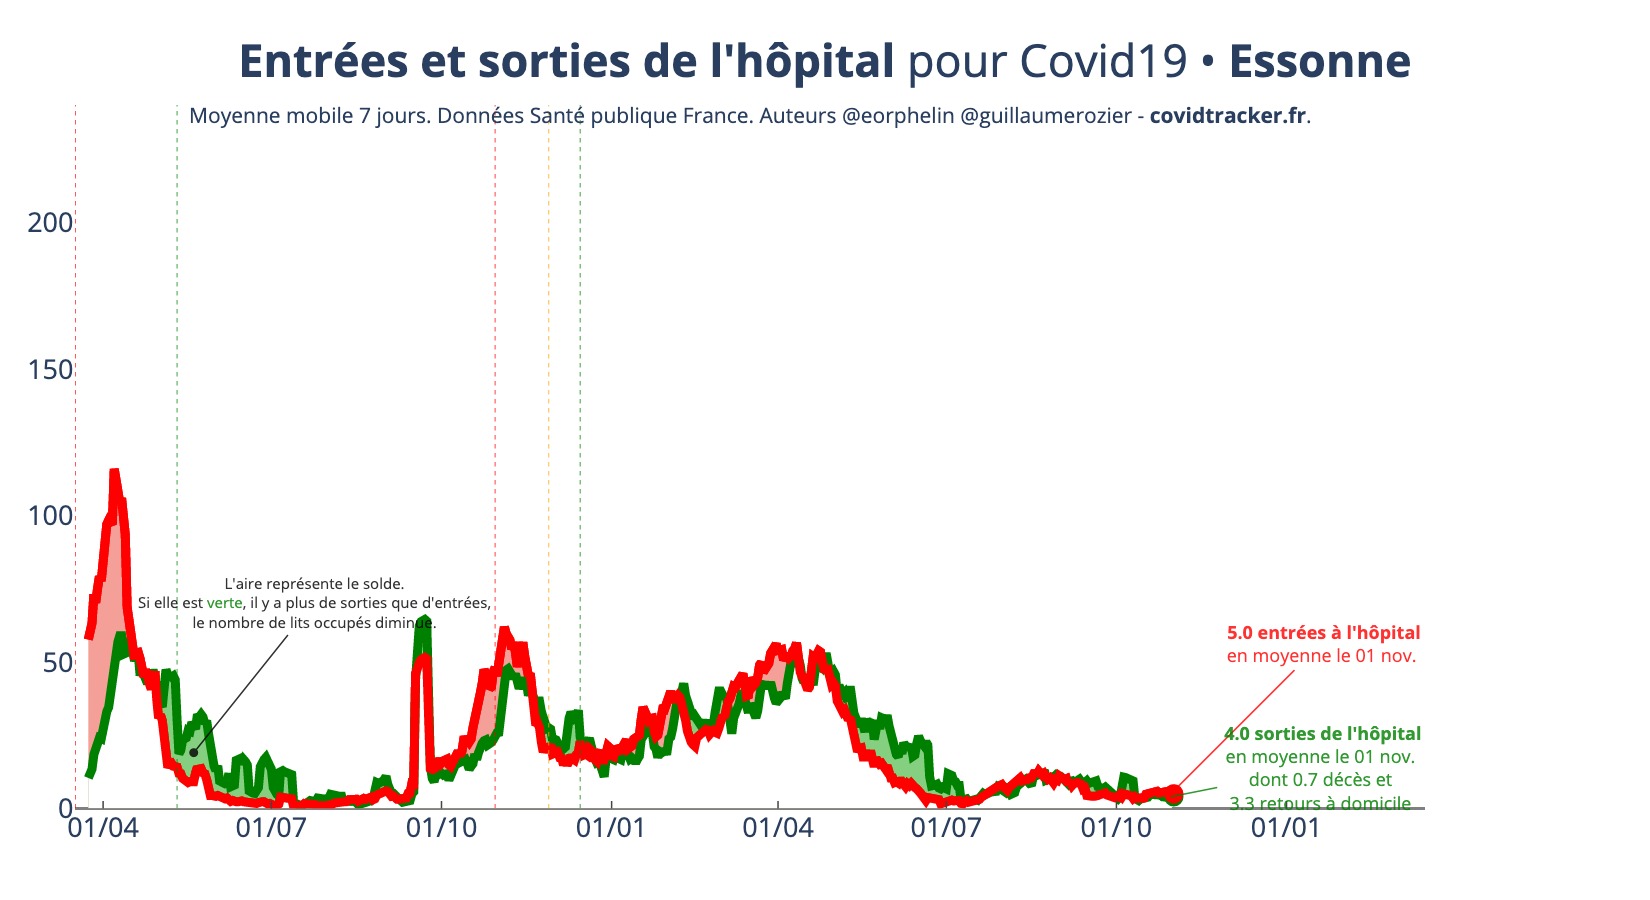 Entrées et sorties de l'hôpital pour Covid19 • Essonne
Moyenne mobile 7 jours. Données Santé publique France. Auteurs @eorphelin @guillaumerozier - covidtracker.fr.
200
150
100
50
0
L'aire représente le solde.
Si elle est verte, il y a plus de sorties que d'entrées,
le nombre de lits occupés diminue.
5.0 entrées à l'hôpital
en moyenne le 01 nov.
4.0 sorties de l'hôpital
en moyenne le 01 nov.
dont 0.7 décès et
3.3 retours à domicile
01/04 01/07 01/10 01/01 01/04 01/07 01/10 01/01